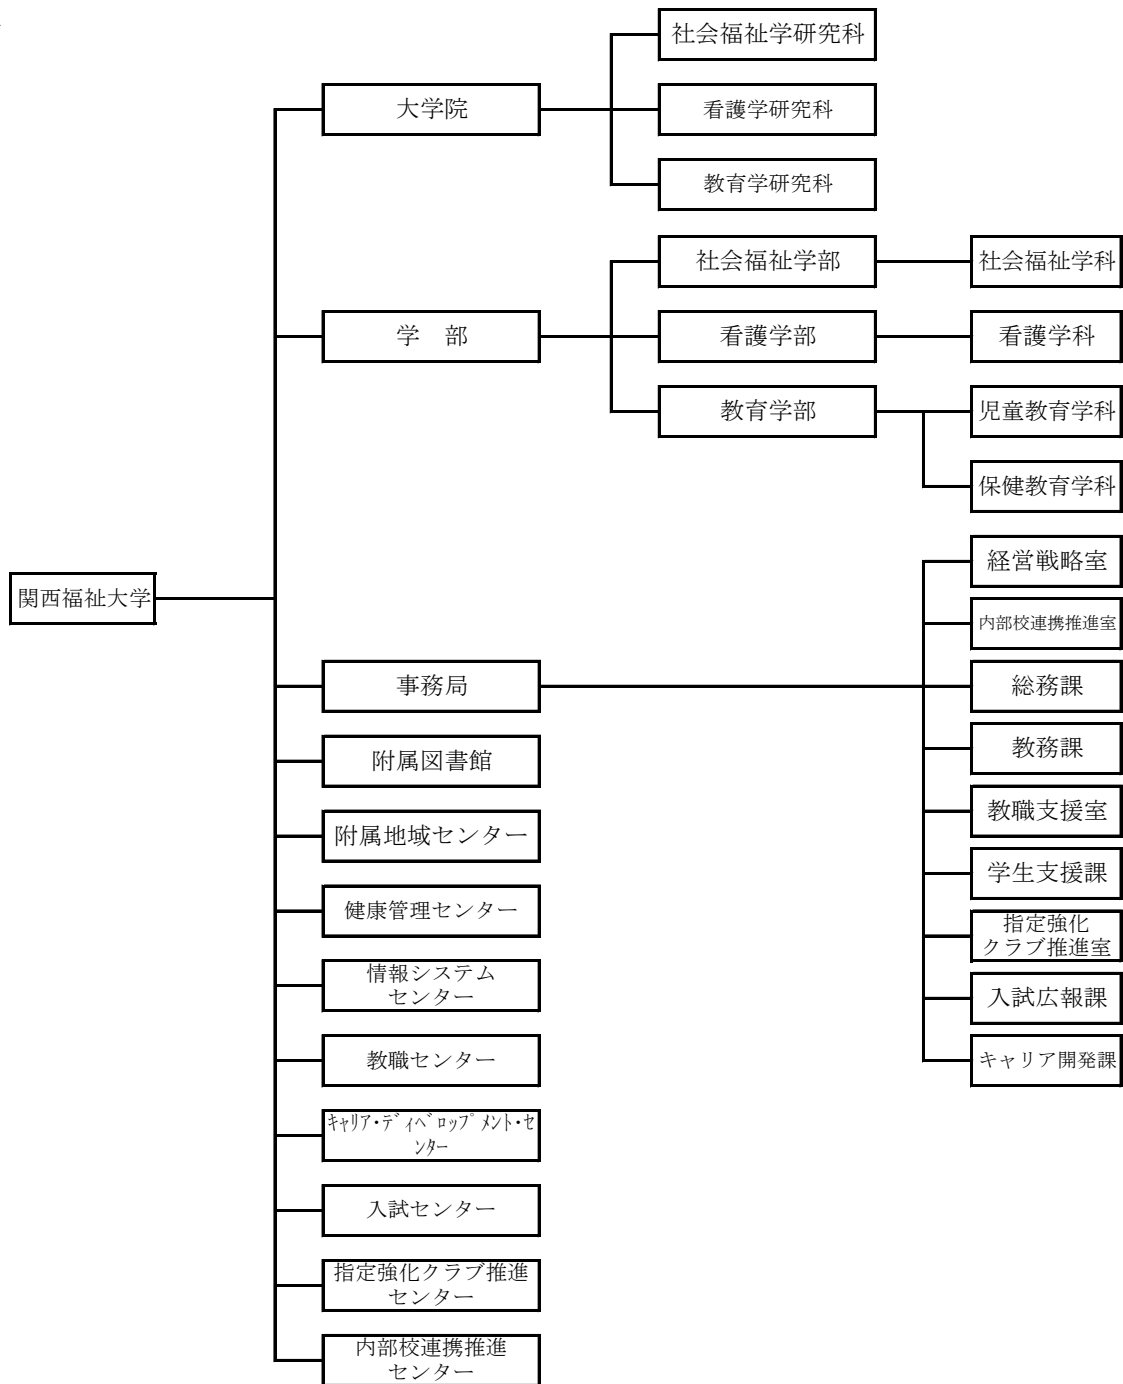 社会福祉学研究科
大学院
看護学研究科
教育学研究科
社会福祉学部
社会福祉学科
学　部
看護学部
看護学科
教育学部
児童教育学科
保健教育学科
関西福祉大学
経営戦略室
内部校連携推進室
事務局
総務課
附属図書館
教務課
附属地域センター
教職支援室
健康管理センター
学生支援課
情報システム
センター
指定強化
クラブ推進室
教職センター
入試広報課
キャリア開発課
ｷｬﾘｱ・ﾃﾞｨﾍﾞﾛｯﾌﾟﾒﾝﾄ・ｾ
ﾝﾀｰ
入試センター
指定強化クラブ推進
センター
内部校連携推進
センター